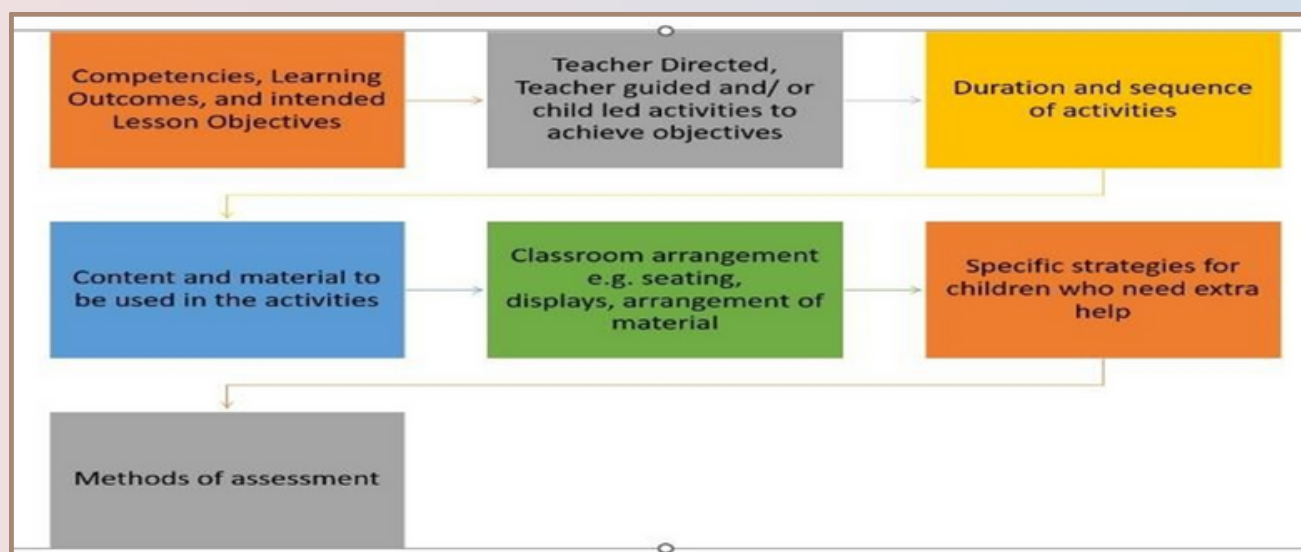 Competencies, Learning
Outcomes, and intended
Lesson Objectives
Teacher Directed,
Teacher guided and/ or
child led activities to
achieve objectives
Duration and sequence
of activities
Content and material to
be used in the activities
Classroom arrangement
e.g. seating,
displays, arrangement of
material
Specific strategies for
children who need extra
help
Methods of assessment